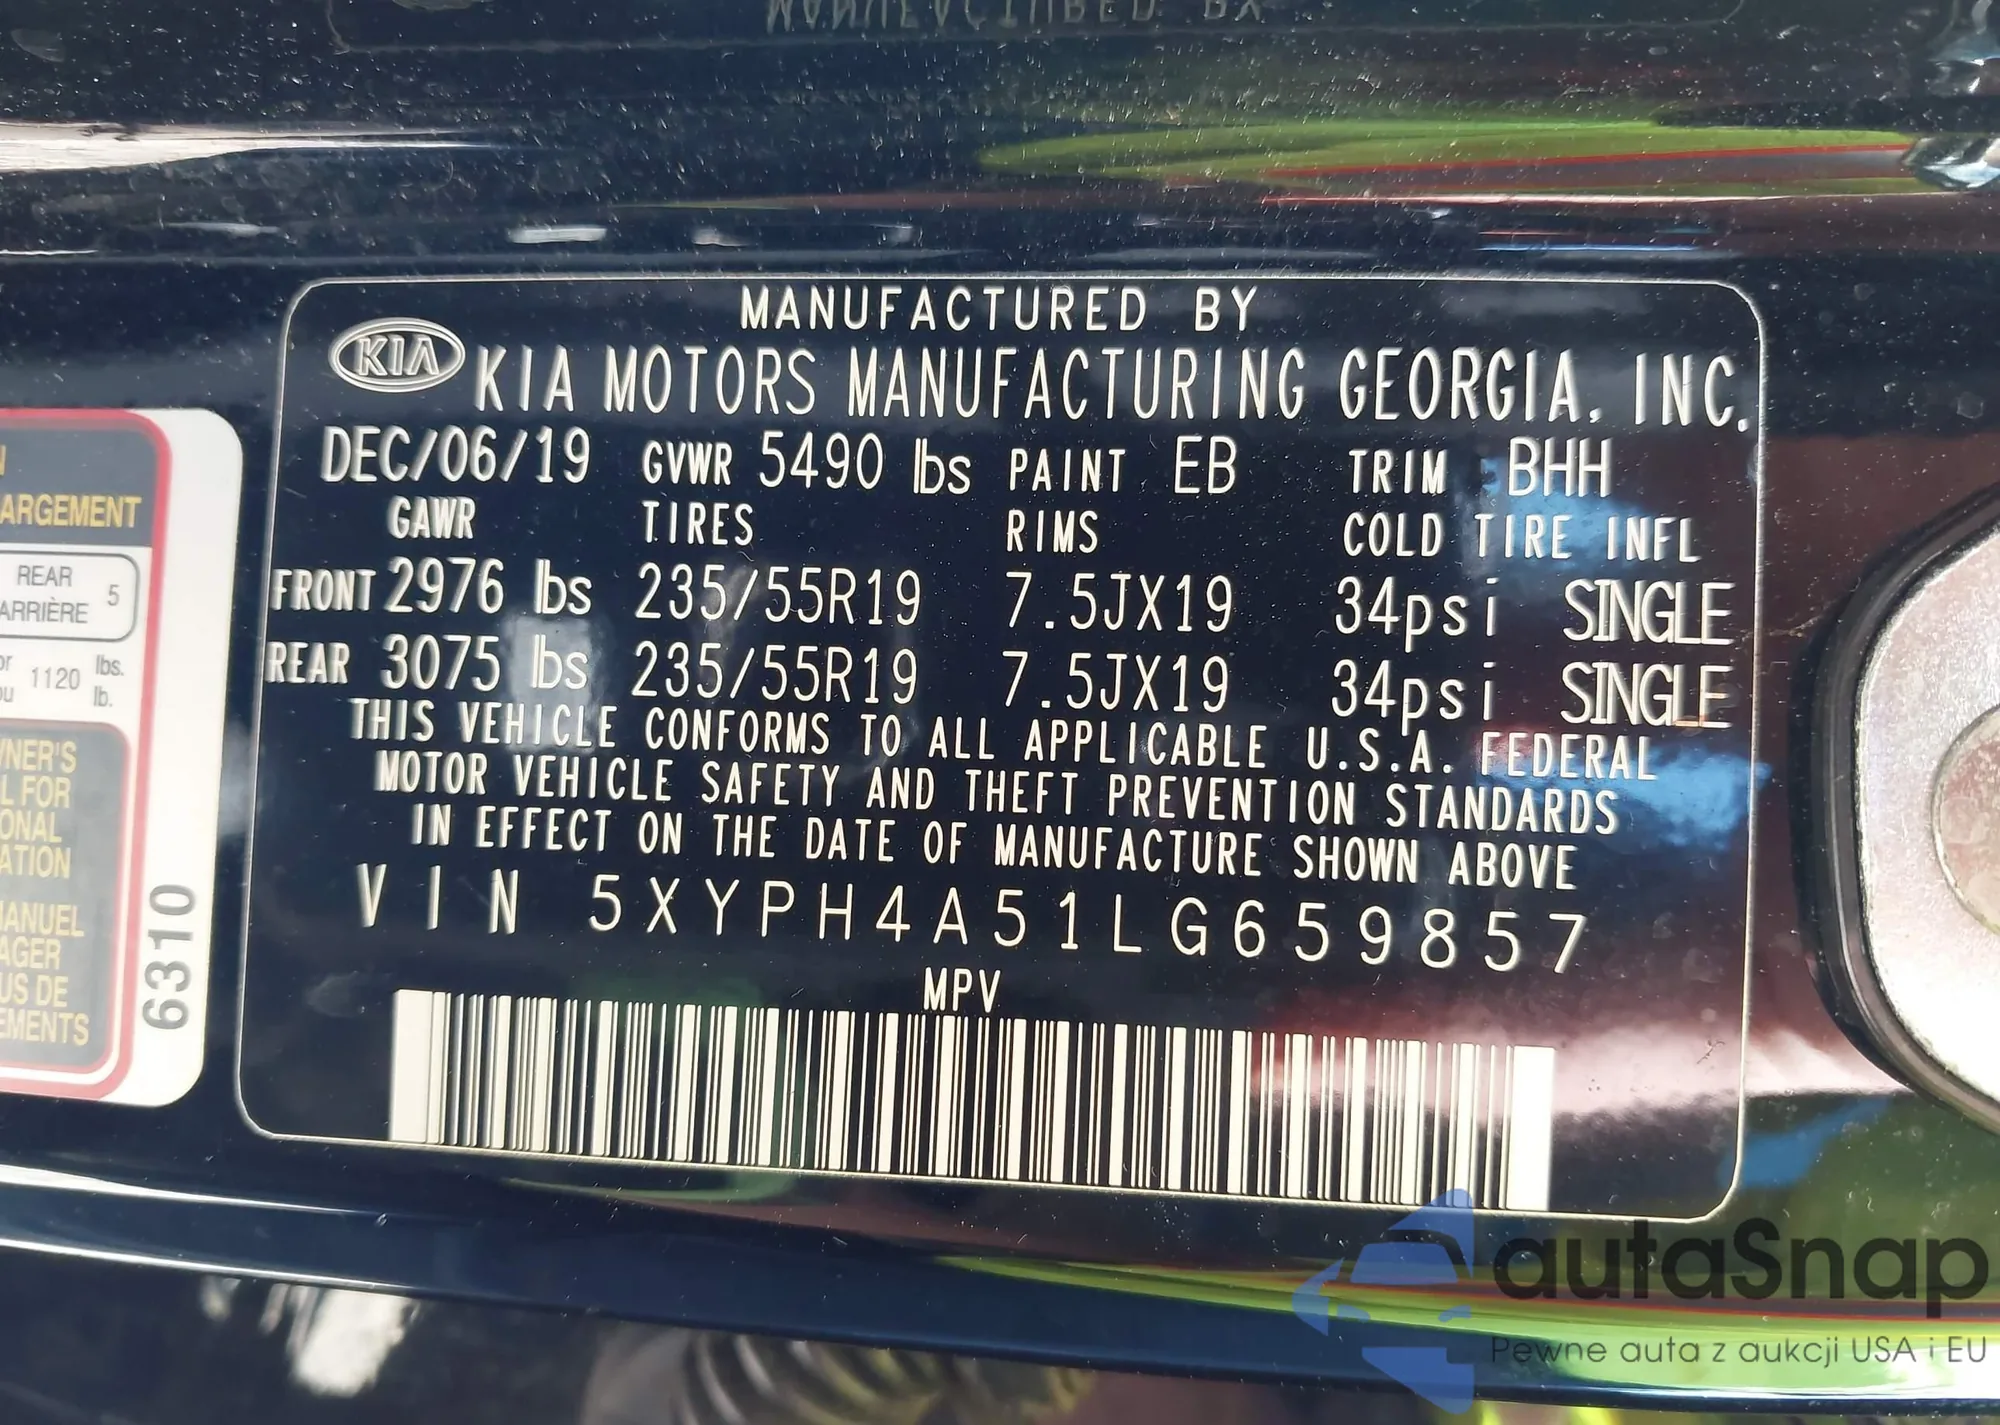 MANUFACTURED BY
MANUFACTURED BY
KIA KIA MOTORS MANUFACTURING GEORGIA, INC.
DEC/06/19 GVWR 5490 lbs PAINT EB TRIM BHH
GAWR TIRES RIMS COLD TIRE INFL
FRONT 2976 lbs 235/55R19 7.5JX19 34psi SINGLE
REAR 3075 lbs 235/55R19 7.5JX19 34psi SINGLE
THIS VEHICLE CONFORMS TO ALL APPLICABLE U.S.A. FEDERAL
MOTOR VEHICLE SAFETY AND THEFT PREVENTION STANDARDS
IN EFFECT ON THE DATE OF MANUFACTURE SHOWN ABOVE
VIN 5XYPH4A51LG659857
MPV
REAR 5
1120 lbs.
lb.
US DE
6310
autaSnap
Pewne auta z aukcji USA i EU